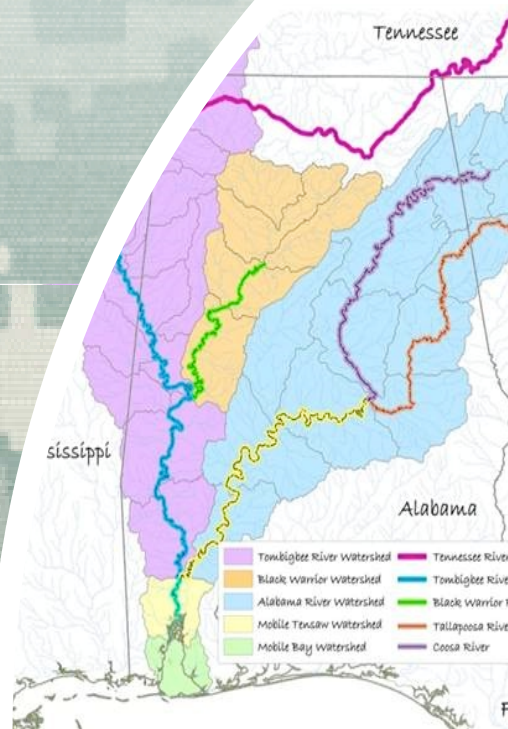 Tennessee
sissippi
Alabama
Tombigbee River Watershed
Black Warrior Watershed
Alabama River Watershed
Mobile Tensaw Watershed
Mobile Bay Watershed
Tennessee River
Tombigbee Rive
Black Warrior
Tallapoosa Rive
Coosa River
F